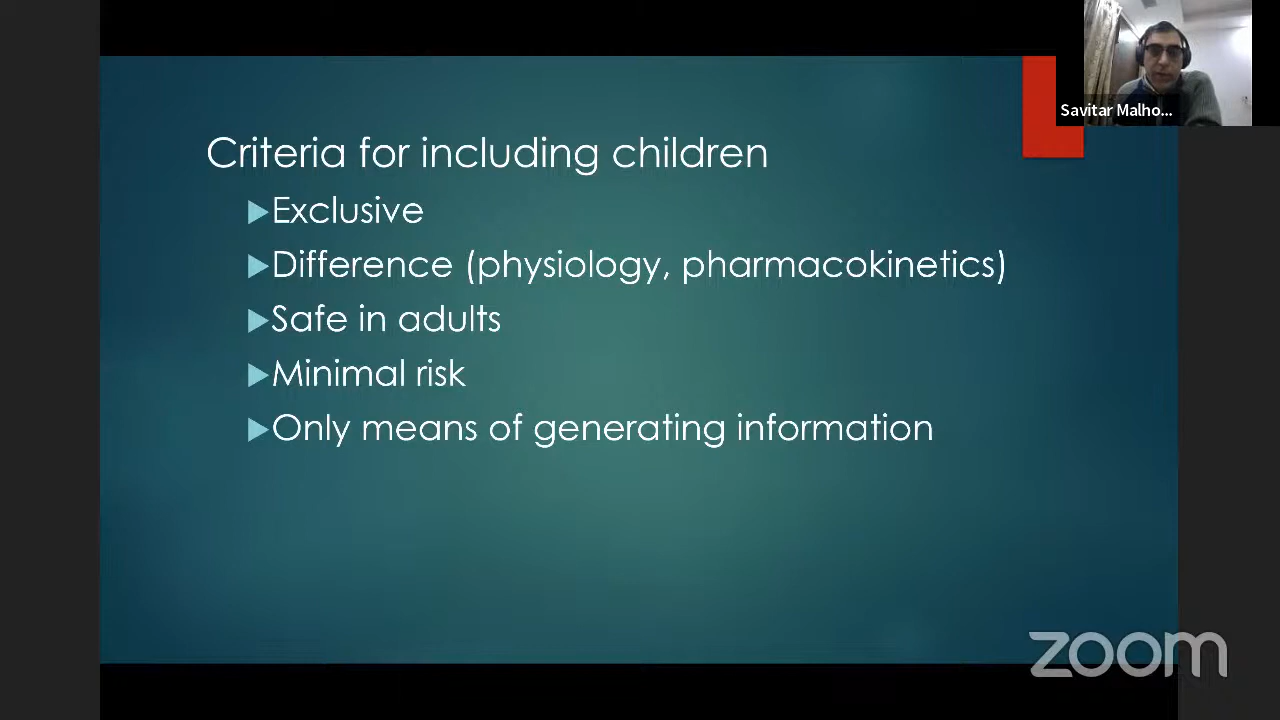 Savitar Malho...
Criteria for including children
Exclusive
Difference (physiology, pharmacokinetics)
Safe in adults
Minimal risk
Only means of generating information
zoom